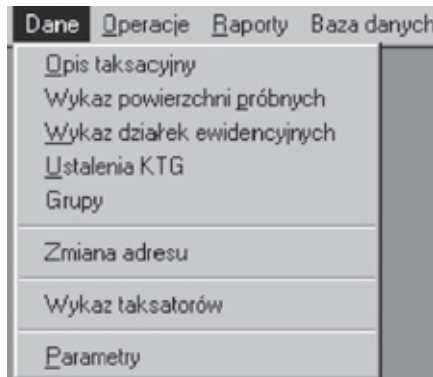 Dane Operacje Raporty Baza danych
Opis taksacyjny
Wykaz powierzchni próbnych
Wykaz działek ewidencyjnych
Ustalenia KTG
Grupy
Zmiana adresu
Wykaz taksatorów
Parametry